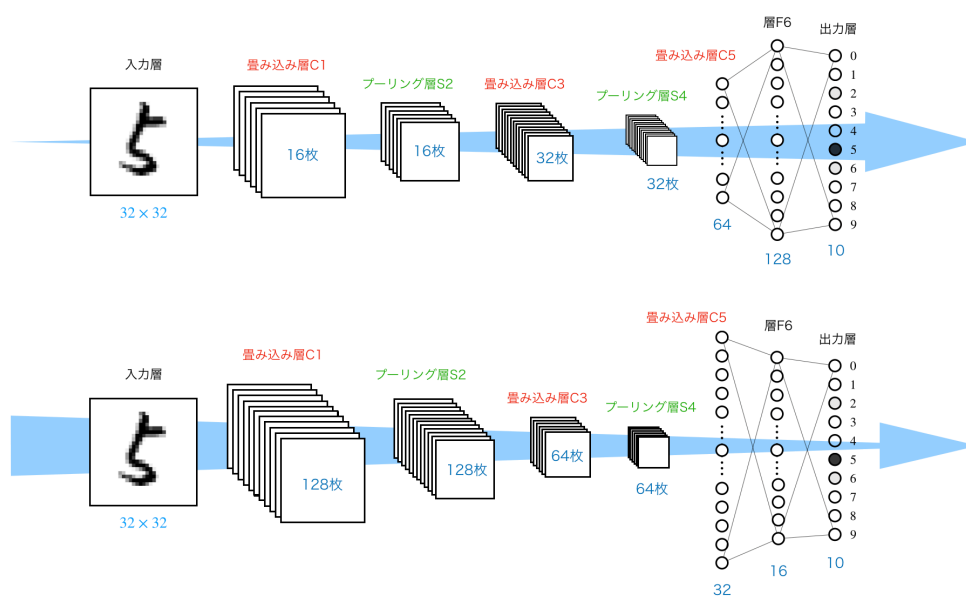 層F6
出力層
畳み込み層C5
入力層
畳み込み層C1
プーリング層S2
畳み込み層C3
プーリング層S4
0
1
2
3
4
5
6
7
8
9
16枚
16枚
32枚
32枚
32 × 32
64
128
10
畳み込み層C5
層F6
出力層
畳み込み層C1
入力層
プーリング層S2
畳み込み層C3
プーリング層S4
0
1
2
3
4
5
6
7
8
9
128枚
128枚
64枚
64枚
32 × 32
32
16
10